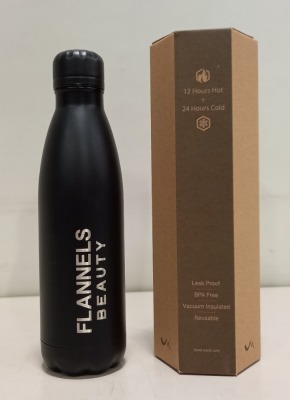 FLANNELS
BEAUTY
12 Hours Hot
+
24 Hours Cold
Leak Proof
BPA Free
Vacuum Insulated
Reusable